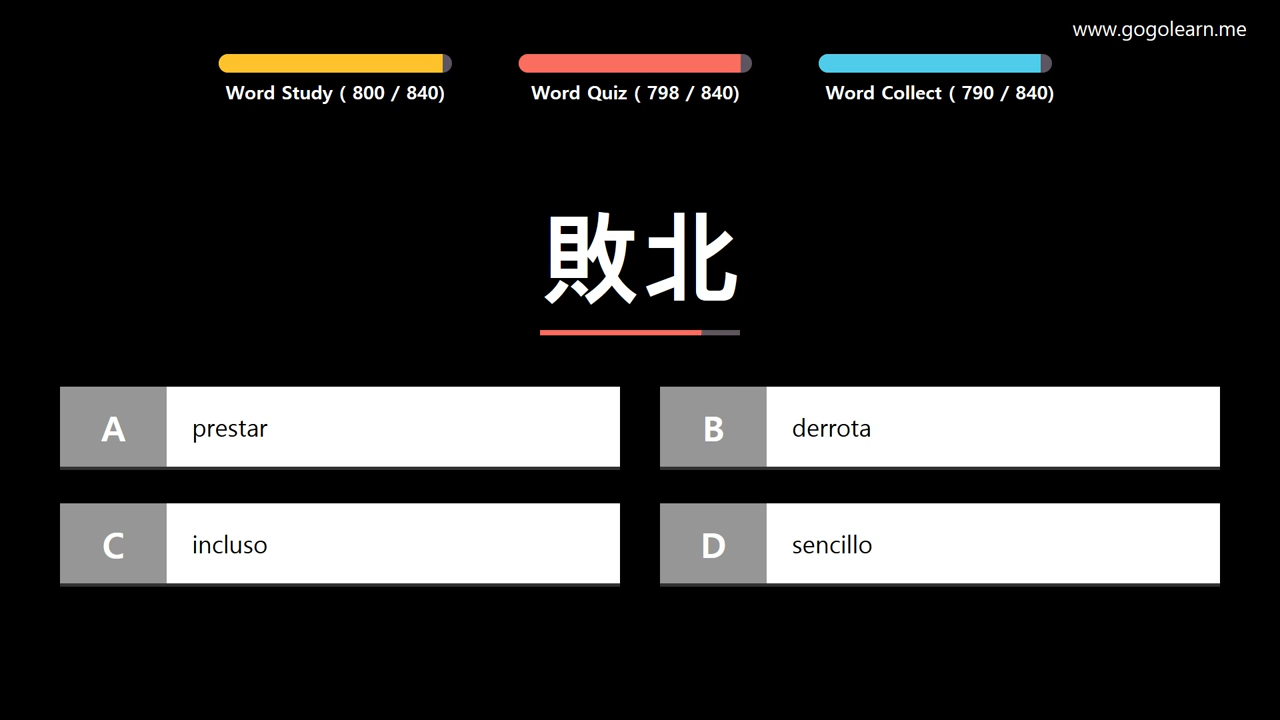 www.gogolearn.me
Word Study ( 800 / 840)
Word Quiz ( 798 / 840)
Word Collect ( 790 / 840)
敗北
A prestar
B derrota
C incluso
D sencillo